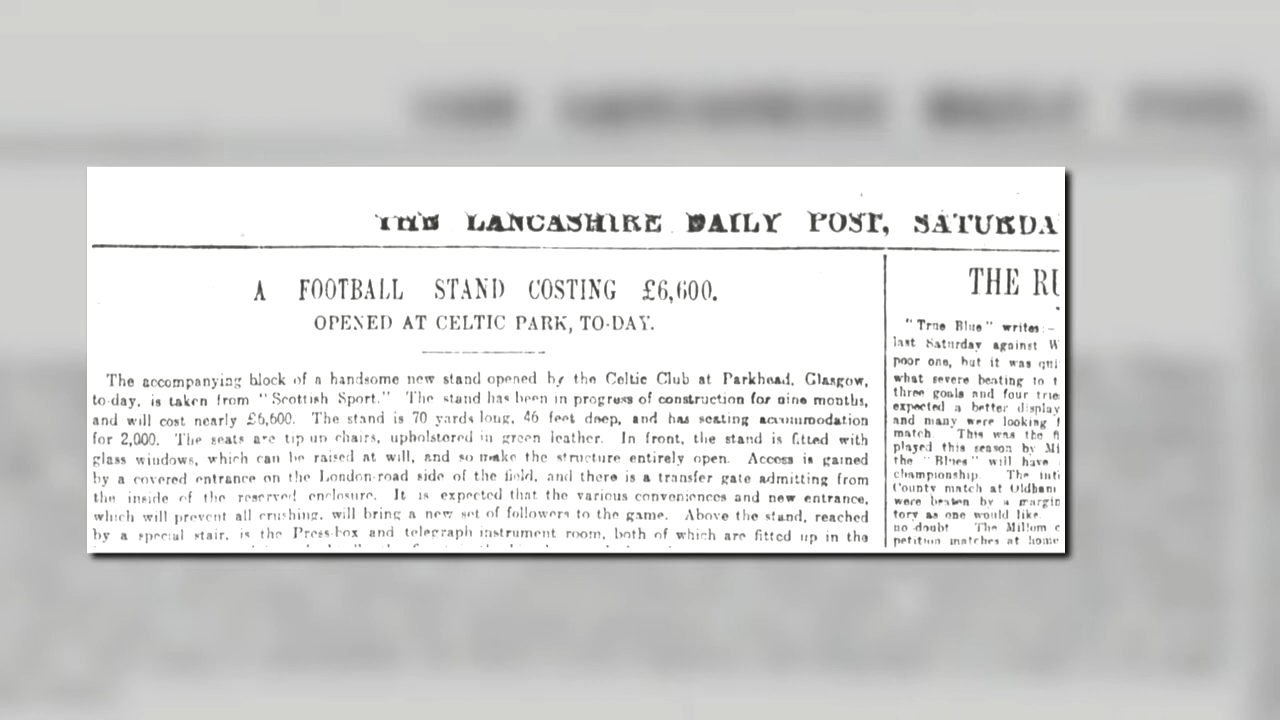 THE LANCASHIRE DAILY POST, SATURDA
A FOOTBALL STAND COSTING £6,600.
OPENED AT CELTIC PARK, TO-DAY.
The accompanying block of a handsome new stand opened by the Celtic Club at Parkhead, Glasgow,
to-day, is taken from "Scottish Sport." The stand has been in progress of construction for nine months,
and will cost nearly £6,600. The stand is 70 yards long, 46 feet deep, and has seating accommodation
for 2,000. The seats are tip up chairs, upholstered in green leather. In front, the stand is fitted with
glass windows, which can be raised at will, and so make the structure entirely open. Access is gained
by a covered entrance on the London-road side of the field, and there is a transfer gate admitting from
the inside of the reserved enclosure. It is expected that the various conveniences and new entrance,
which will prevent all crushing, will bring a new set of followers to the game. Above the stand, reached
by a special stair, is the Press-box and telegraph instrument room, both of which are fitted up in the
THE RU
"True Blue" writes:—
last Saturday against W
poor one, but it was qui
what severe beating to t
three goals and four trie
expected a better display
and many were looking f
match. This was the fi
played this season by Mi
the "Blues" will have
championship. The inti
County match at Oldham
were beaten by a margin
tory as one would like.
no doubt The Millom c
petition matches at home